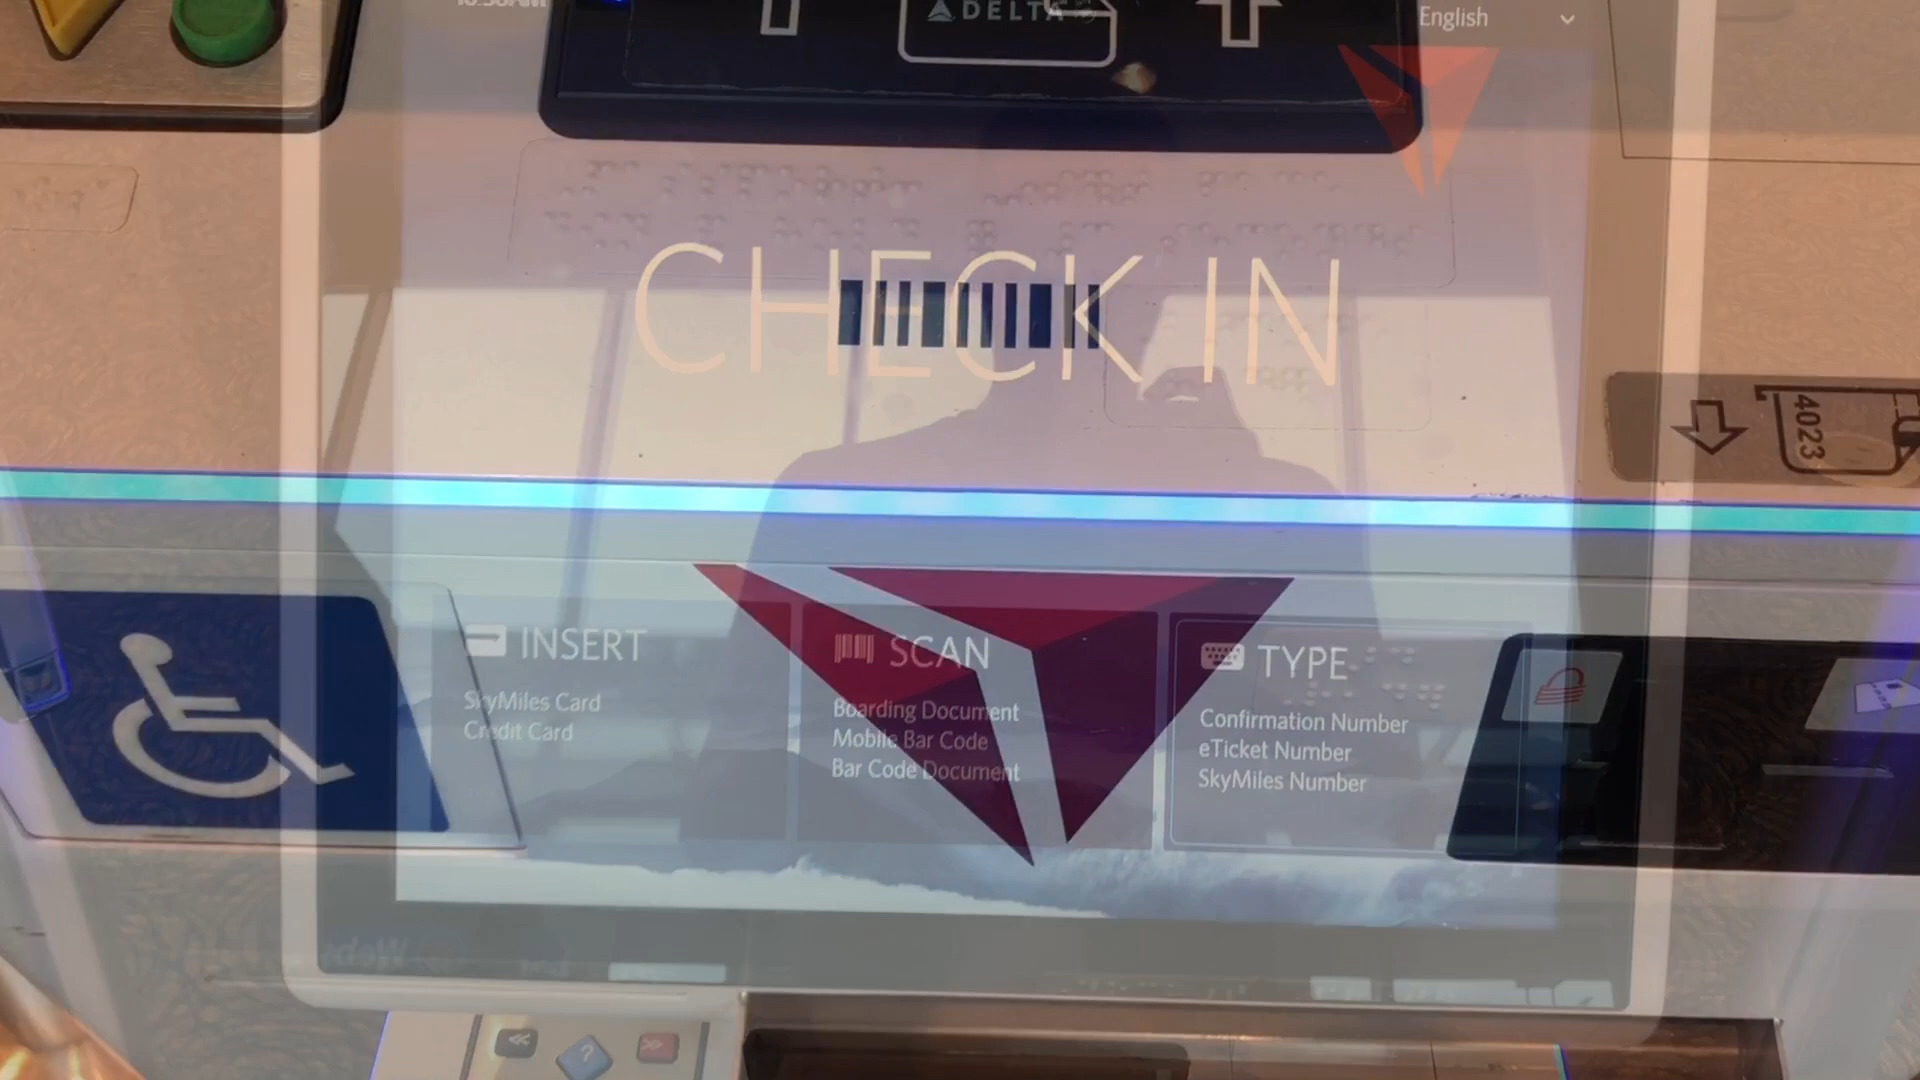 DELTA
English
CHECK IN
4023
INSERT
SkyMiles Card
Credit Card
SCAN
Boarding Document
Mobile Bar Code
Bar Code Document
TYPE
Confirmation Number
eTicket Number
SkyMiles Number
?